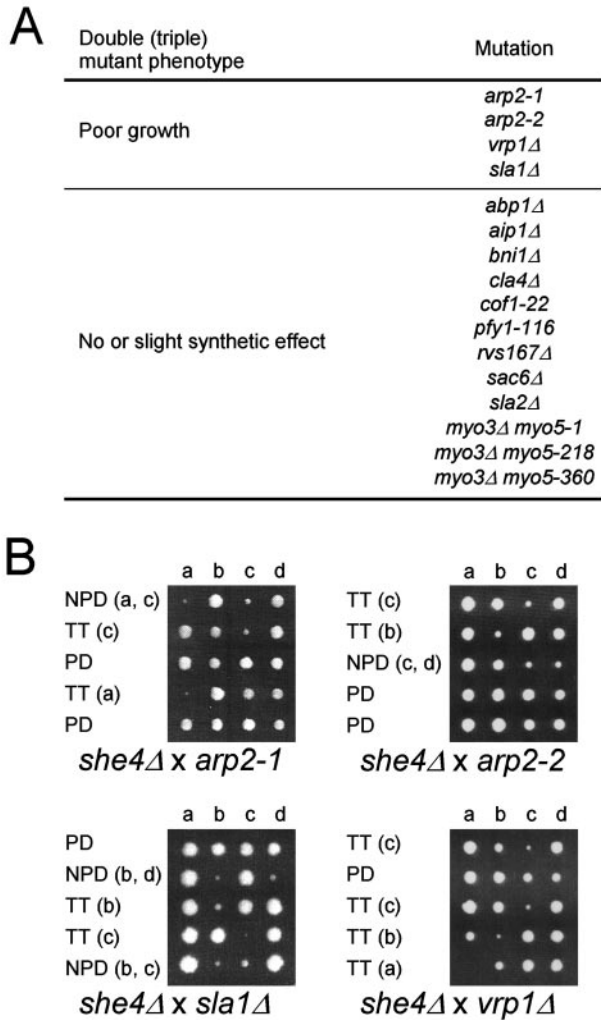 A
Double (triple) mutant phenotype Mutation
Poor growth
arp2-1
arp2-2
vrp1Δ
sla1Δ
No or slight synthetic effect
abp1Δ
aip1Δ
bni1Δ
cla4Δ
cof1-22
pfy1-116
rvs167Δ
sac6Δ
sla2Δ
myo3Δ myo5-1
myo3Δ myo5-218
myo3Δ myo5-360
B
a b c d
NPD (a, c)
TT (c)
PD
TT (a)
PD
she4Δ x arp2-1
a b c d
TT (c)
TT (b)
NPD (c, d)
PD
PD
she4Δ x arp2-2
a b c d
PD
NPD (b, d)
TT (b)
TT (c)
NPD (b, c)
she4Δ x sla1Δ
a b c d
TT (c)
PD
TT (c)
TT (b)
TT (a)
she4Δ x vrp1Δ